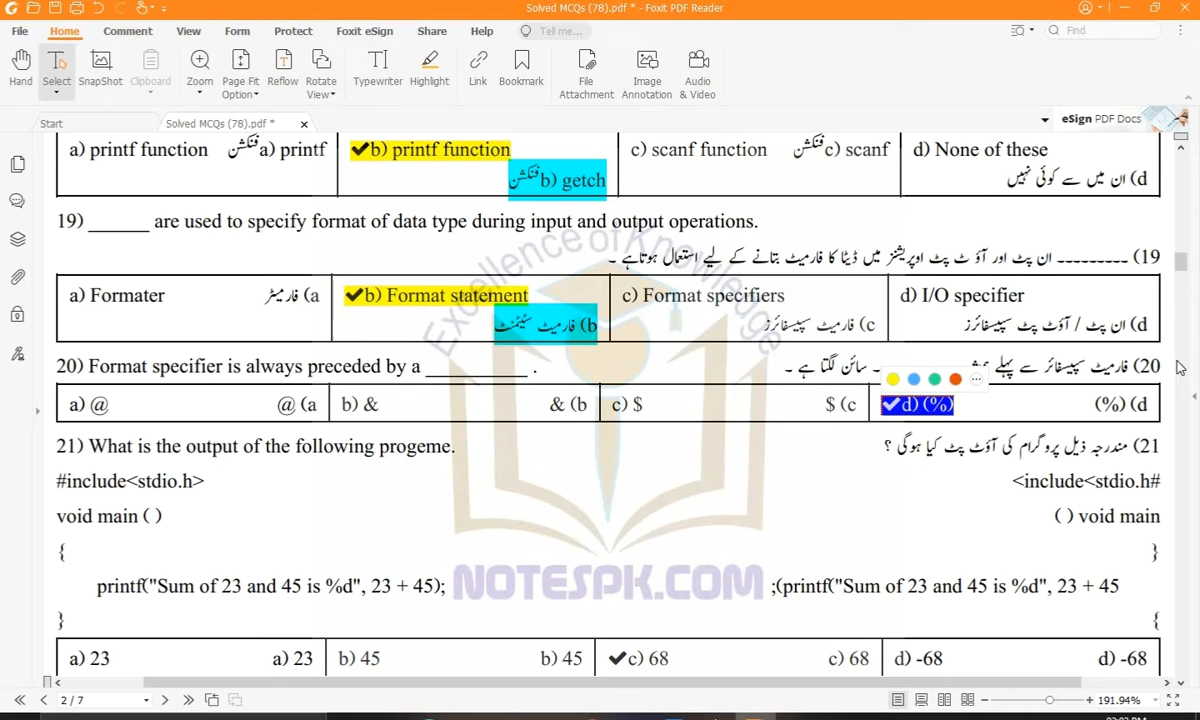 Solved MCQs (78).pdf * - Foxit PDF Reader
File Home Comment View Form Protect Foxit eSign Share Help Tell me... Find
Hand Select SnapShot Clipboard Zoom Page Fit Option Reflow Rotate View Typewriter Highlight Link Bookmark File Attachment Image Annotation Audio & Video
Start Solved MCQs (78).pdf * eSign PDF Docs
a) printf function فنکشن a) printf ✔b) printf function c) scanf function فنکشن c) scanf d) None of these
فنکشن b) getch d) ان میں سے کوئی نہیں
19) ______ are used to specify format of data type during input and output operations.
19) --------- ان پٹ اور آؤٹ پٹ اوپریشنز میں ڈیٹا کا فارمیٹ بتانے کے لیے استعمال ہوتا ہے ۔
a) Formater a) فارمیٹر ✔b) Format statement c) Format specifiers d) I/O specifier
b) فارمیٹ سٹیٹمنٹ c) فارمیٹ سپیسفائرز d) ان پٹ / آؤٹ پٹ سپیسفائرز
20) Format specifier is always preceded by a __________ . 20) فارمیٹ سپیسفائر سے پہلے ۔ سائن لگتا ہے ۔
a) @ @ (a b) & & (b c) $ $ (c ✔d) (%) (%) (d
21) What is the output of the following progeme. 21) مندرجہ ذیل پروگرام کی آؤٹ پٹ کیا ہوگی ؟
#include<stdio.h> <include<stdio.h#
void main ( ) ( ) void main
{ }
printf("Sum of 23 and 45 is %d", 23 + 45); ;(printf("Sum of 23 and 45 is %d", 23 + 45
} {
a) 23 a) 23 b) 45 b) 45 ✔c) 68 c) 68 d) -68 d) -68
Excellence of Knowledge
NOTESPK.COM
2 / 7 191.94%